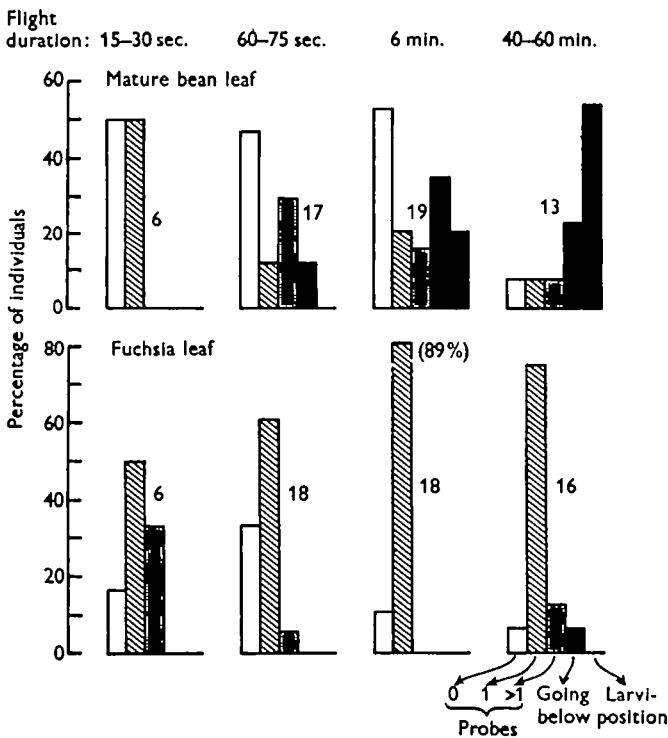 Flight
duration: 15–30 sec. 60–75 sec. 6 min. 40–60 min.
60
Mature bean leaf
40
20
0
6
17
19
13
Percentage of individuals
80
Fuchsia leaf
(89%)
60
40
20
0
6
18
18
16
0 1 >1 Going Larvi-
below position
Probes